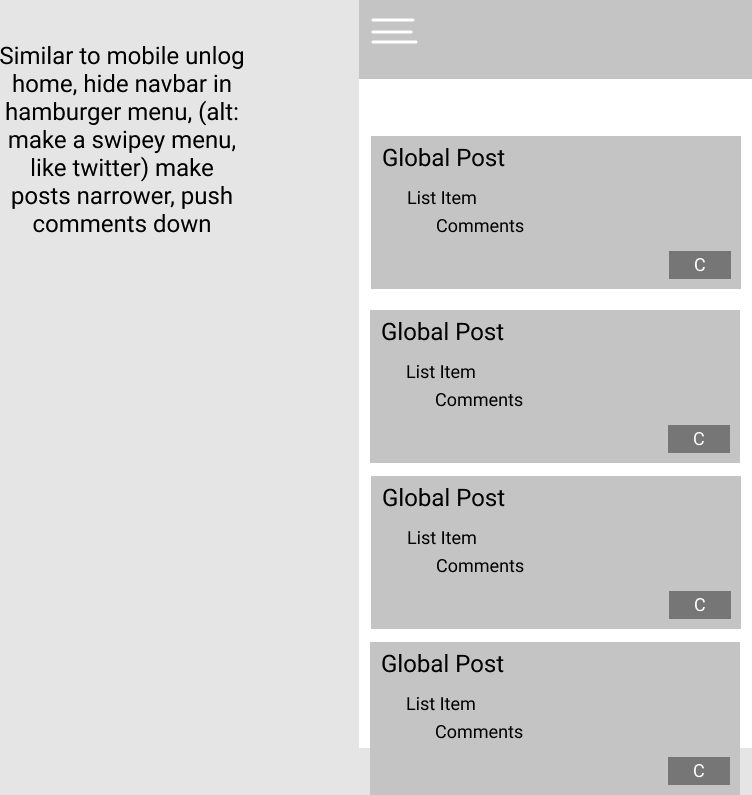 Similar to mobile unlog
home, hide navbar in
hamburger menu, (alt:
make a swipey menu,
like twitter) make
posts narrower, push
comments down
Global Post
List Item
Comments
C
Global Post
List Item
Comments
C
Global Post
List Item
Comments
C
Global Post
List Item
Comments
C